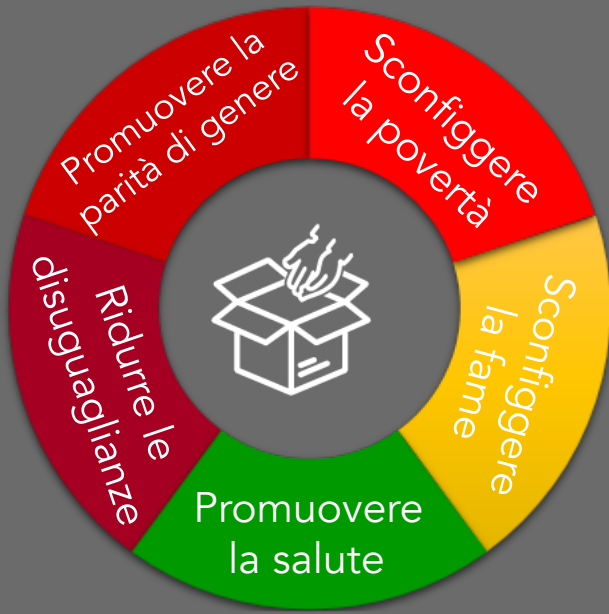 Promuovere la
parità di genere
Sconfiggere
la povertà
Sconfiggere
la fame
Promuovere
la salute
Ridurre le
disuguaglianze